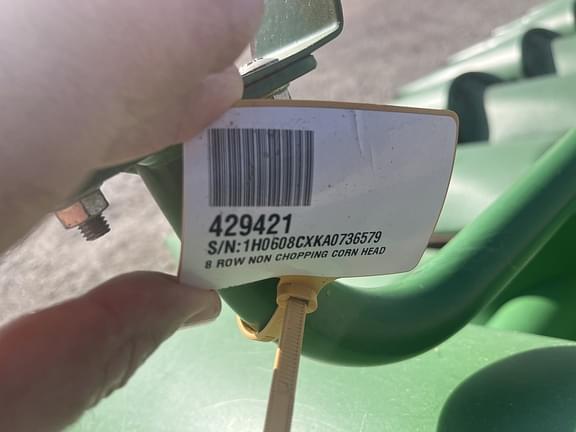 429421
S/N:1H0608CXKA0736579
8 ROW NON CHOPPING CORN HEAD